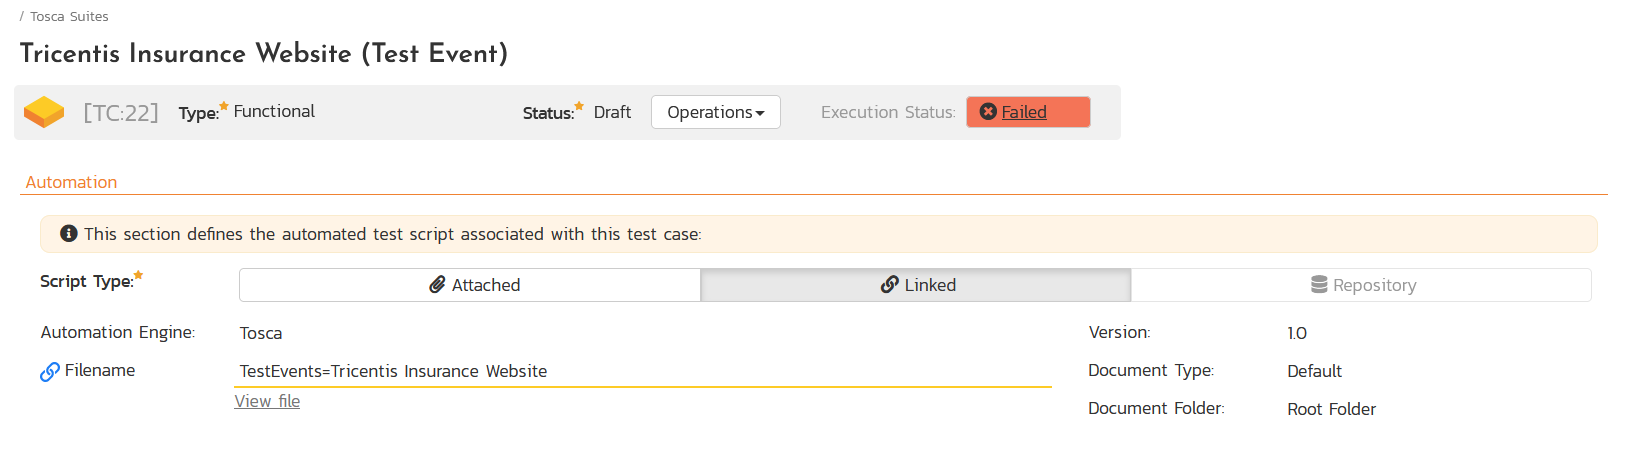 / Tosca Suites
Tricentis Insurance Website (Test Event)
[TC:22] Type: Functional Status: Draft Operations Execution Status: Failed
Automation
This section defines the automated test script associated with this test case:
Script Type: Attached Linked Repository
Automation Engine: Tosca Version: 1.0
Filename TestEvents=Tricentis Insurance Website Document Type: Default
View file
Document Folder: Root Folder